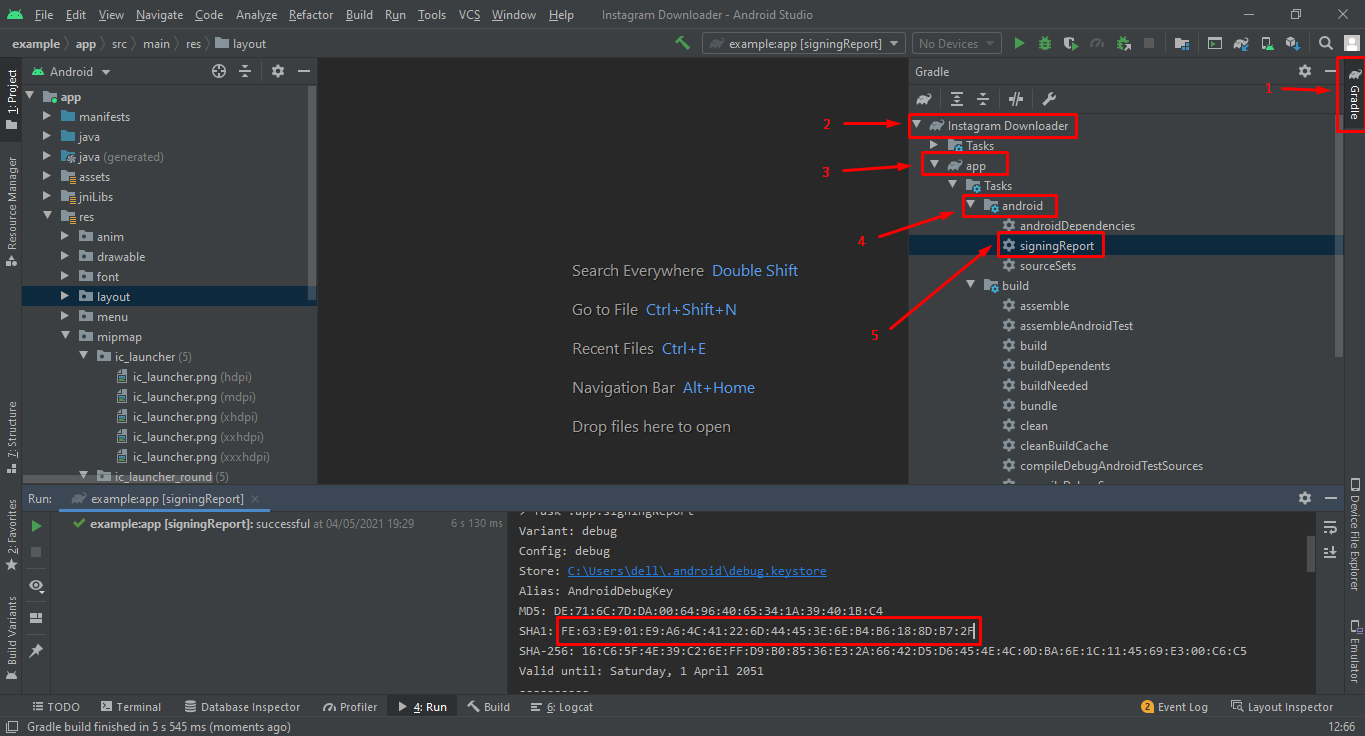 File Edit View Navigate Code Analyze Refactor Build Run Tools VCS Window Help Instagram Downloader - Android Studio
example app src main res layout example:app [signingReport] No Devices
Android
Gradle
1: Project
Resource Manager
7: Structure
2: Favorites
Build Variants
app
manifests
java
java (generated)
assets
jniLibs
res
anim
drawable
font
layout
menu
mipmap
ic_launcher (5)
ic_launcher.png (hdpi)
ic_launcher.png (mdpi)
ic_launcher.png (xhdpi)
ic_launcher.png (xxhdpi)
ic_launcher.png (xxxhdpi)
ic_launcher_round (5)
Search Everywhere Double Shift
Go to File Ctrl+Shift+N
Recent Files Ctrl+E
Navigation Bar Alt+Home
Drop files here to open
1
2
3
4
5
Instagram Downloader
Tasks
app
Tasks
android
androidDependencies
signingReport
sourceSets
build
assemble
assembleAndroidTest
build
buildDependents
buildNeeded
bundle
clean
cleanBuildCache
compileDebugAndroidTestSources
Gradle
Device File Explorer
Emulator
Run: example:app [signingReport]
example:app [signingReport]: successful at 04/05/2021 19:29 6 s 130 ms
> Task :app:signingReport
Variant: debug
Config: debug
Store: C:\Users\dell\.android\debug.keystore
Alias: AndroidDebugKey
MD5: DE:71:6C:7D:DA:00:64:96:40:65:34:1A:39:40:1B:C4
SHA1: FE:63:E9:01:E9:A6:4C:41:22:6D:44:45:3E:6E:B4:B6:18:8D:B7:2F
SHA-256: 16:C6:5F:4E:39:C2:6E:FF:D9:B0:85:36:E3:2A:66:42:D5:D6:45:4E:4C:0D:BA:6E:1C:11:45:69:E3:00:C6:C5
Valid until: Saturday, 1 April 2051
----------
TODO Terminal Database Inspector Profiler 4: Run Build 6: Logcat 2 Event Log Layout Inspector
Gradle build finished in 5 s 545 ms (moments ago) 12:66